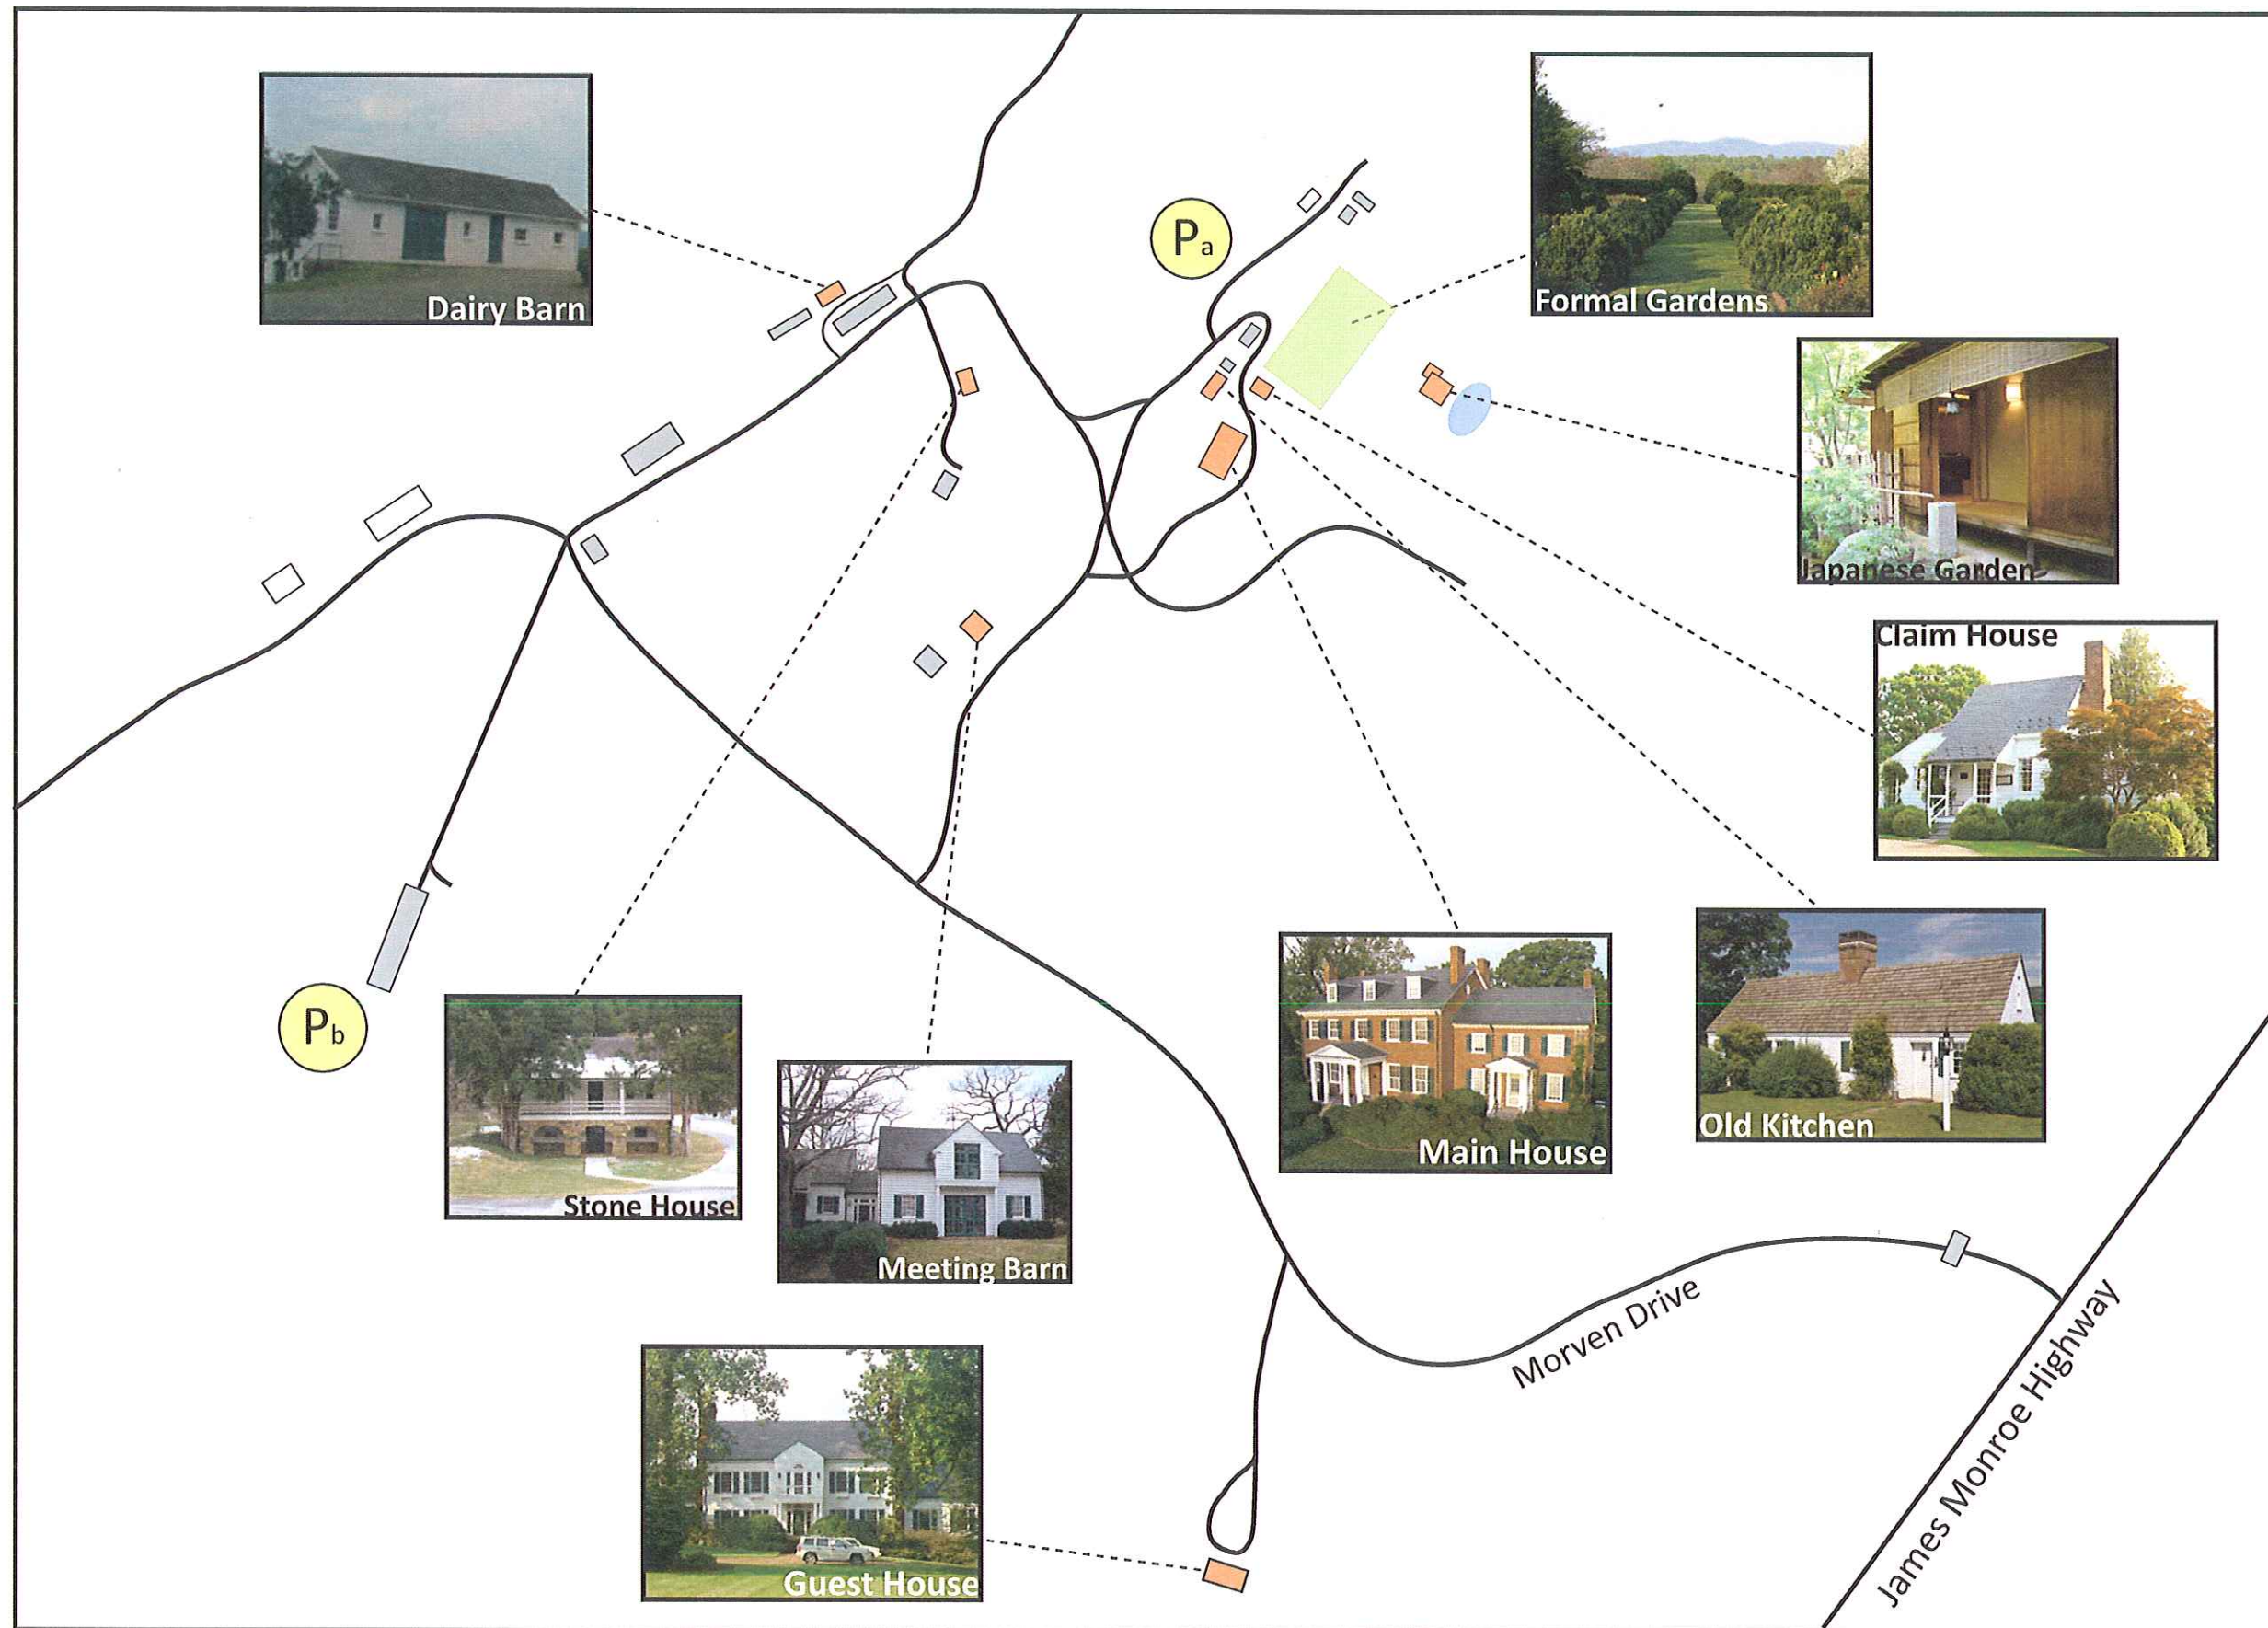 Dairy Barn
Pa
Formal Gardens
Japanese Garden
Claim House
Pb
Stone House
Meeting Barn
Main House
Old Kitchen
Guest House
Morven Drive
James Monroe Highway